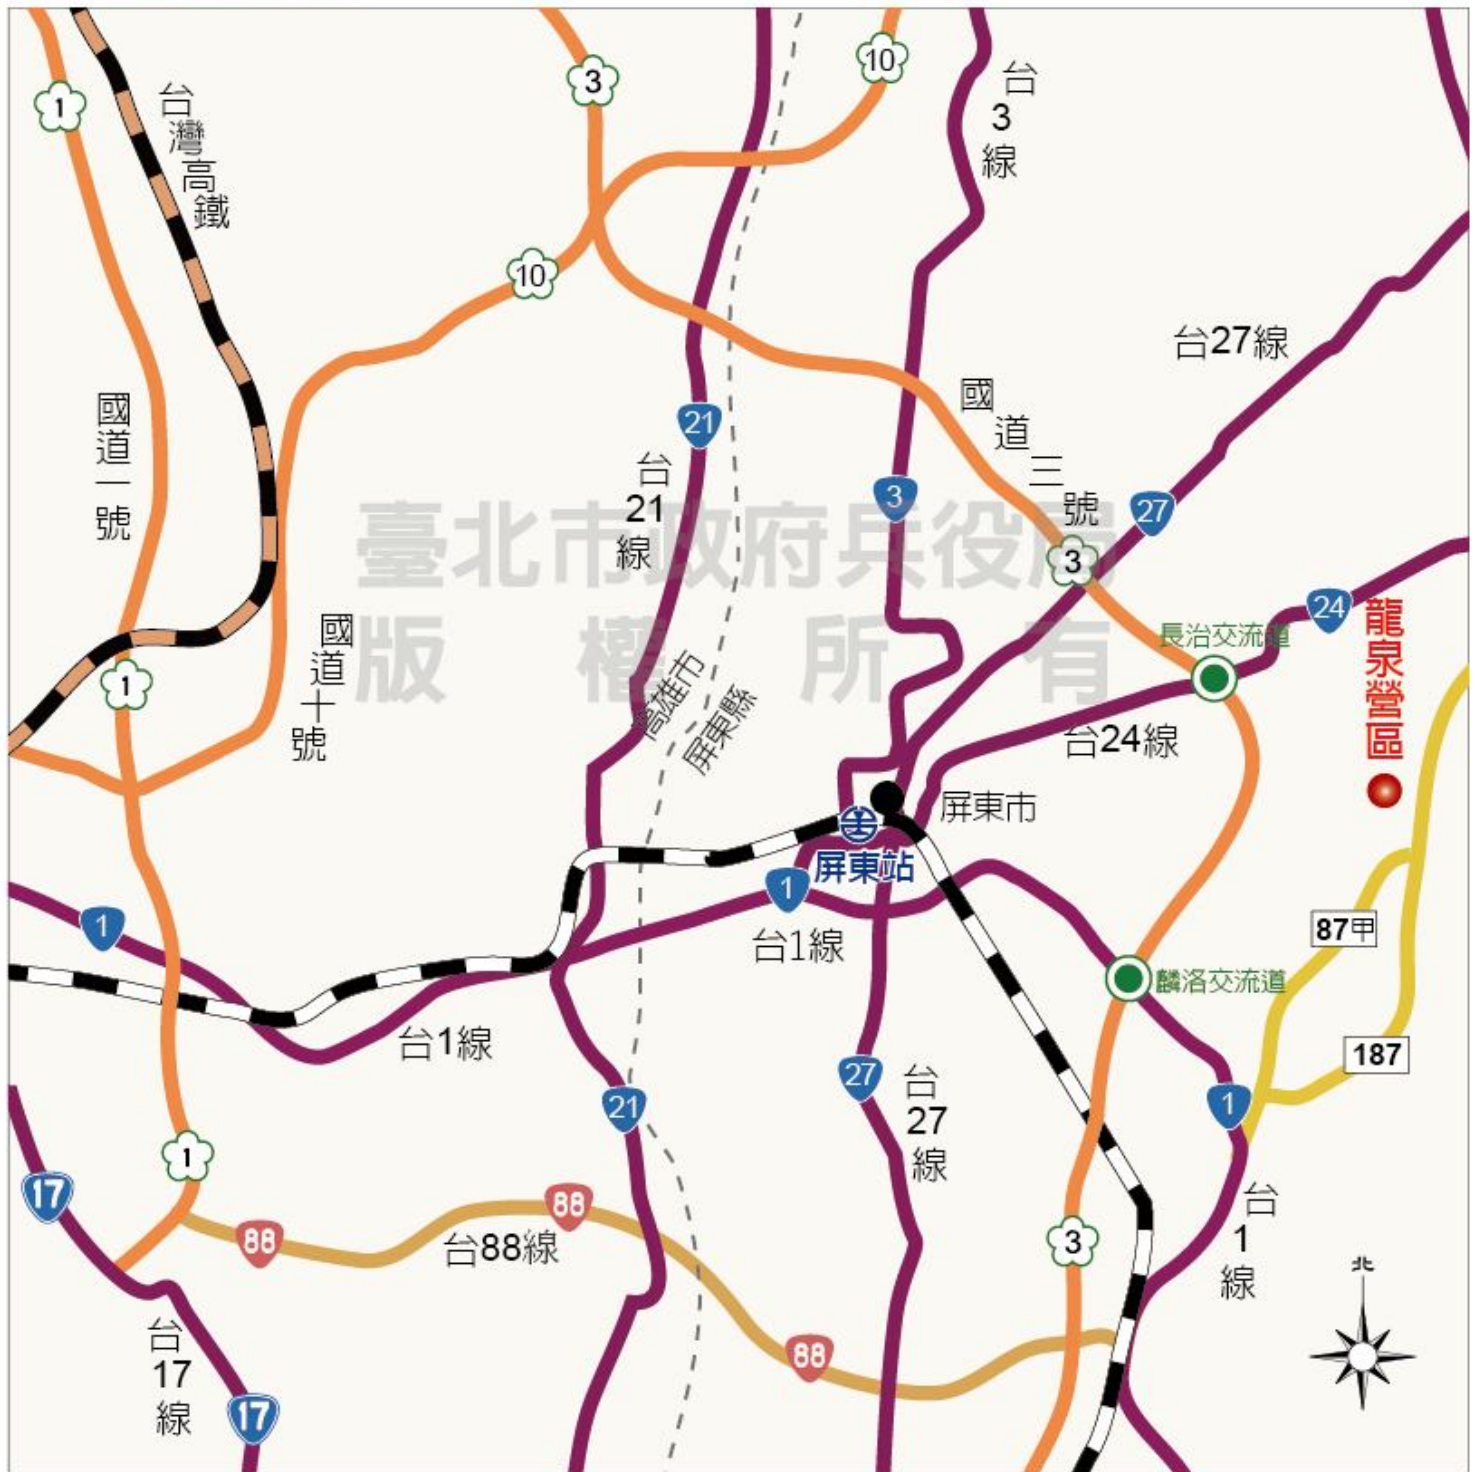 1
台灣高鐵
3
10
台3線
10
台27線
國道一號
21
台21線
國道三號
3
27
3
臺北市政府兵役局
版權所有
24
龍泉營區
長治交流道
國道十號
高雄市
屏東縣
1
台24線
屏東市
屏東站
1
台1線
1
87甲
麟洛交流道
台1線
187
27
台27線
21
1
1
17
88
88
台88線
3
台1線
北
台17線
88
17